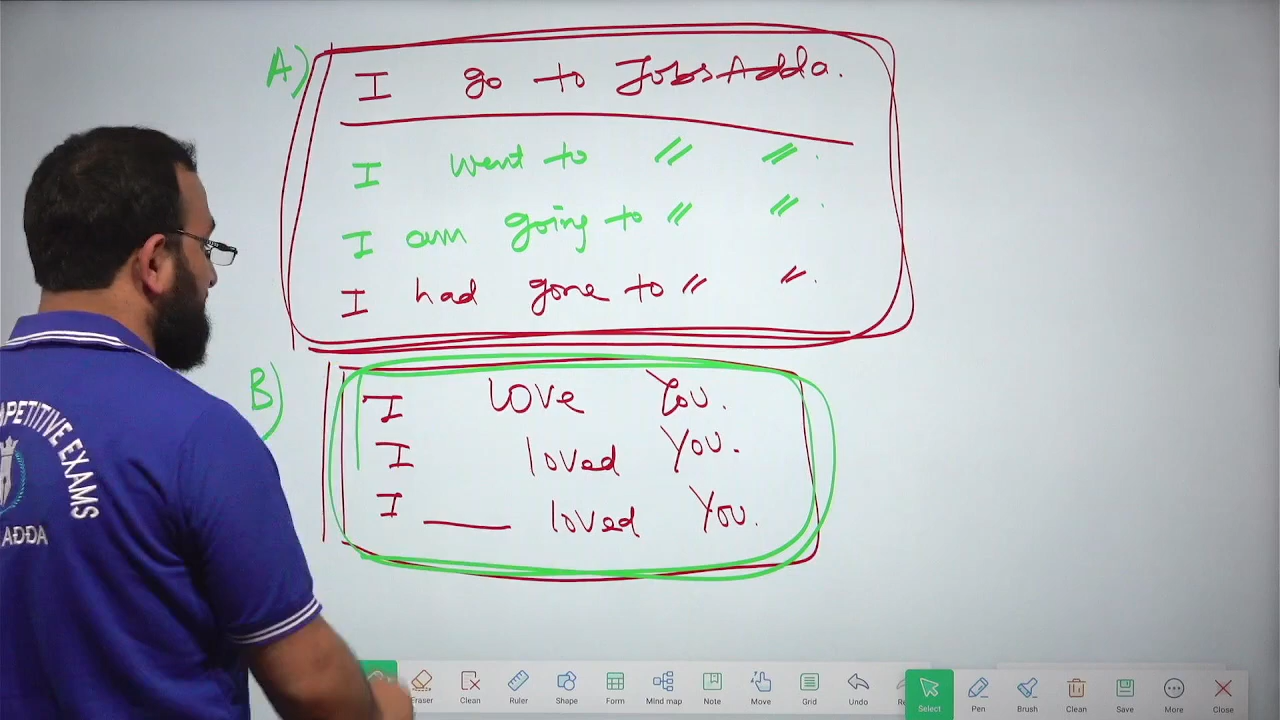 A) I go to JobsAdda.
I went to " ".
I am going to " ".
I had gone to " ".
B) I Love You.
I loved You.
I ___ loved You.
MPETITIVE EXAMS
ADDA
Eraser Clean Ruler Shape Form Mind map Note Move Grid Undo Re Select Pen Brush Clean Save More Close